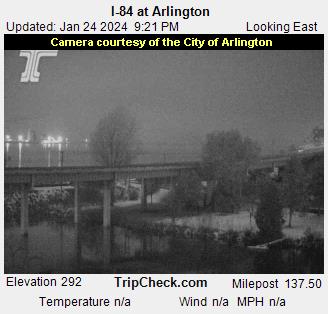 I-84 at Arlington
Updated: Jan 24 2024 9:21 PM Looking East
Camera courtesy of the City of Arlington
Elevation 292 TripCheck.com Milepost 137.50
Temperature n/a Wind n/a MPH n/a